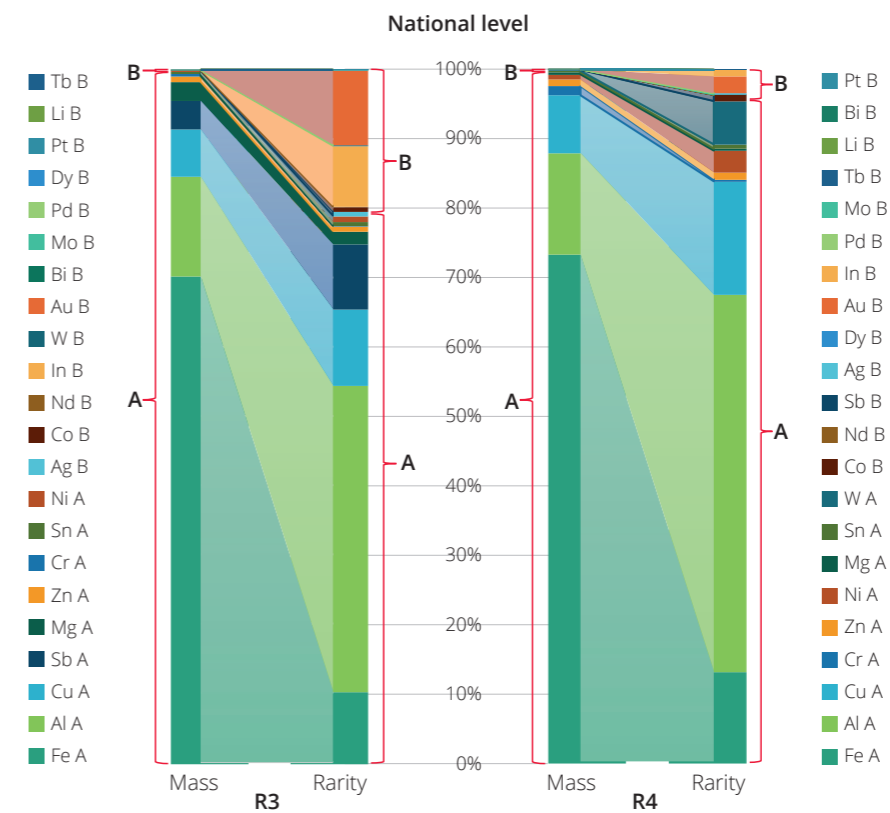 National level
Tb B
Li B
Pt B
Dy B
Pd B
Mo B
Bi B
Au B
W B
In B
Nd B
Co B
Ag B
Ni A
Sn A
Cr A
Zn A
Mg A
Sb A
Cu A
Al A
Fe A
B
A
B
A
Mass
Rarity
R3
100%
90%
80%
70%
60%
50%
40%
30%
20%
10%
0%
B
A
B
A
Mass
Rarity
R4
Pt B
Bi B
Li B
Tb B
Mo B
Pd B
In B
Au B
Dy B
Ag B
Sb B
Nd B
Co B
W A
Sn A
Mg A
Ni A
Zn A
Cr A
Cu A
Al A
Fe A